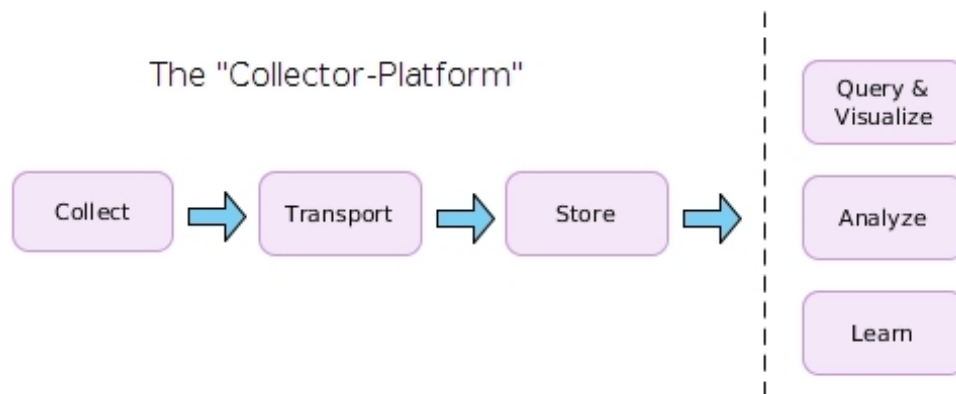 The "Collector-Platform"
Collect
Transport
Store
Query &
Visualize
Analyze
Learn